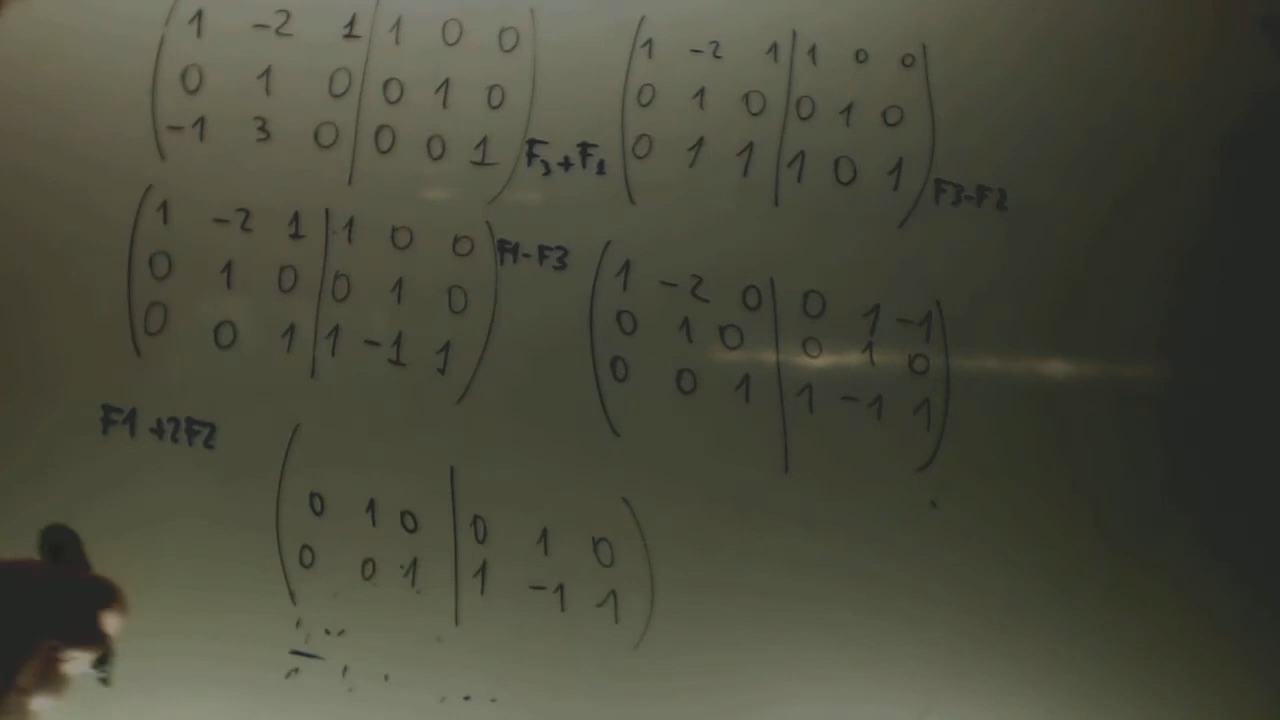 1 -2 1 | 1 0 0
0 1 0 | 0 1 0
-1 3 0 | 0 0 1
F3+F1
1 -2 1 | 1 0 0
0 1 0 | 0 1 0
0 1 1 | 1 0 1
F3-F2
1 -2 1 | 1 0 0
0 1 0 | 0 1 0
0 0 1 | 1 -1 1
F1-F3
1 -2 0 | 0 1 -1
0 1 0 | 0 1 0
0 0 1 | 1 -1 1
F1+2F2
0 1 0 | 0 1 0
0 0 1 | 1 -1 1